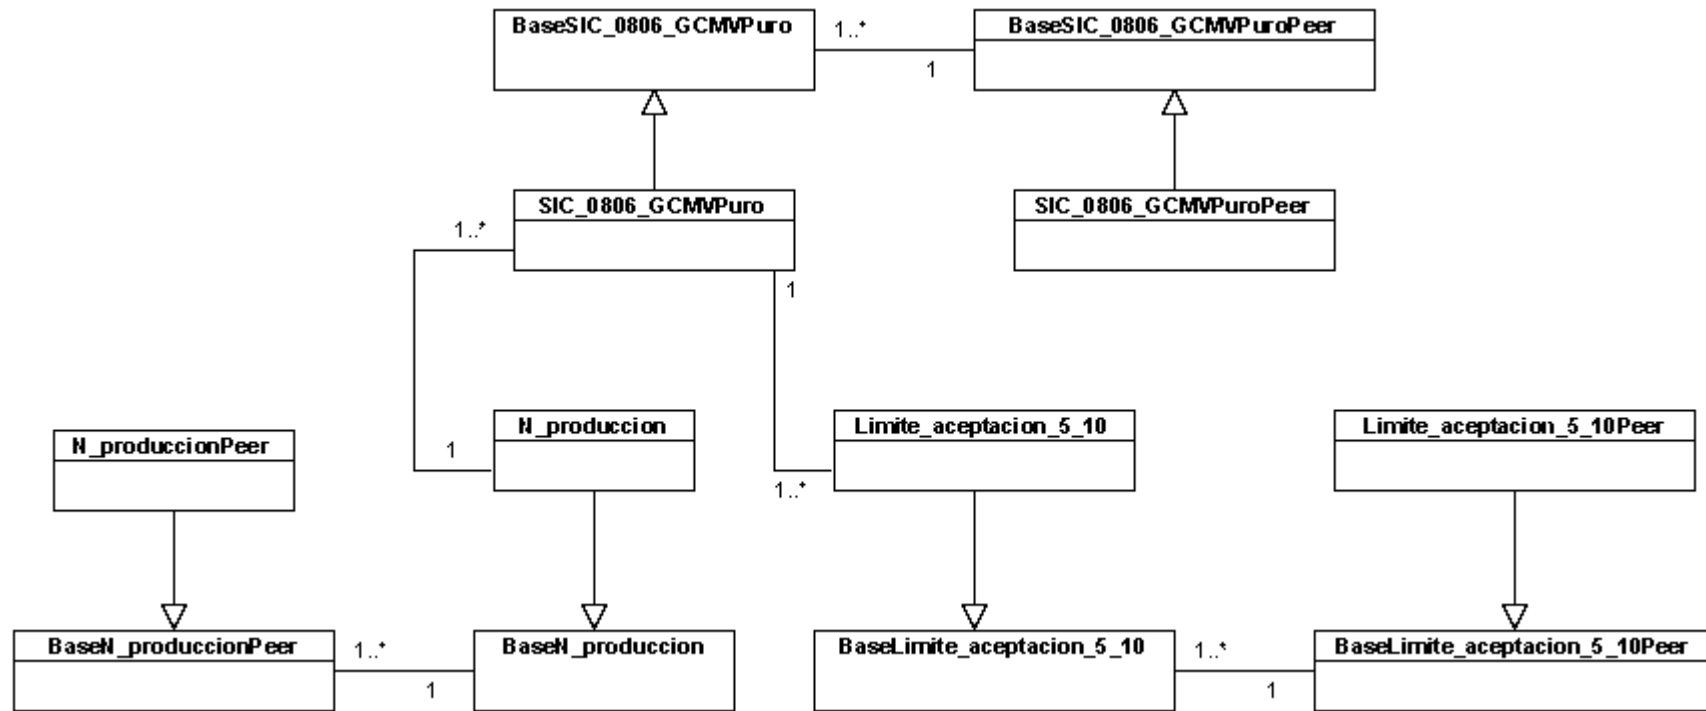 BaseSIC_0806_GCMVPuro
1..*
1
BaseSIC_0806_GCMVPuroPeer
SIC_0806_GCMVPuro
SIC_0806_GCMVPuroPeer
1..*
1
N_produccionPeer
1
N_produccion
1..*
Limite_aceptacion_5_10
Limite_aceptacion_5_10Peer
BaseN_produccionPeer
1..*
1
BaseN_produccion
BaseLimite_aceptacion_5_10
1..*
1
BaseLimite_aceptacion_5_10Peer